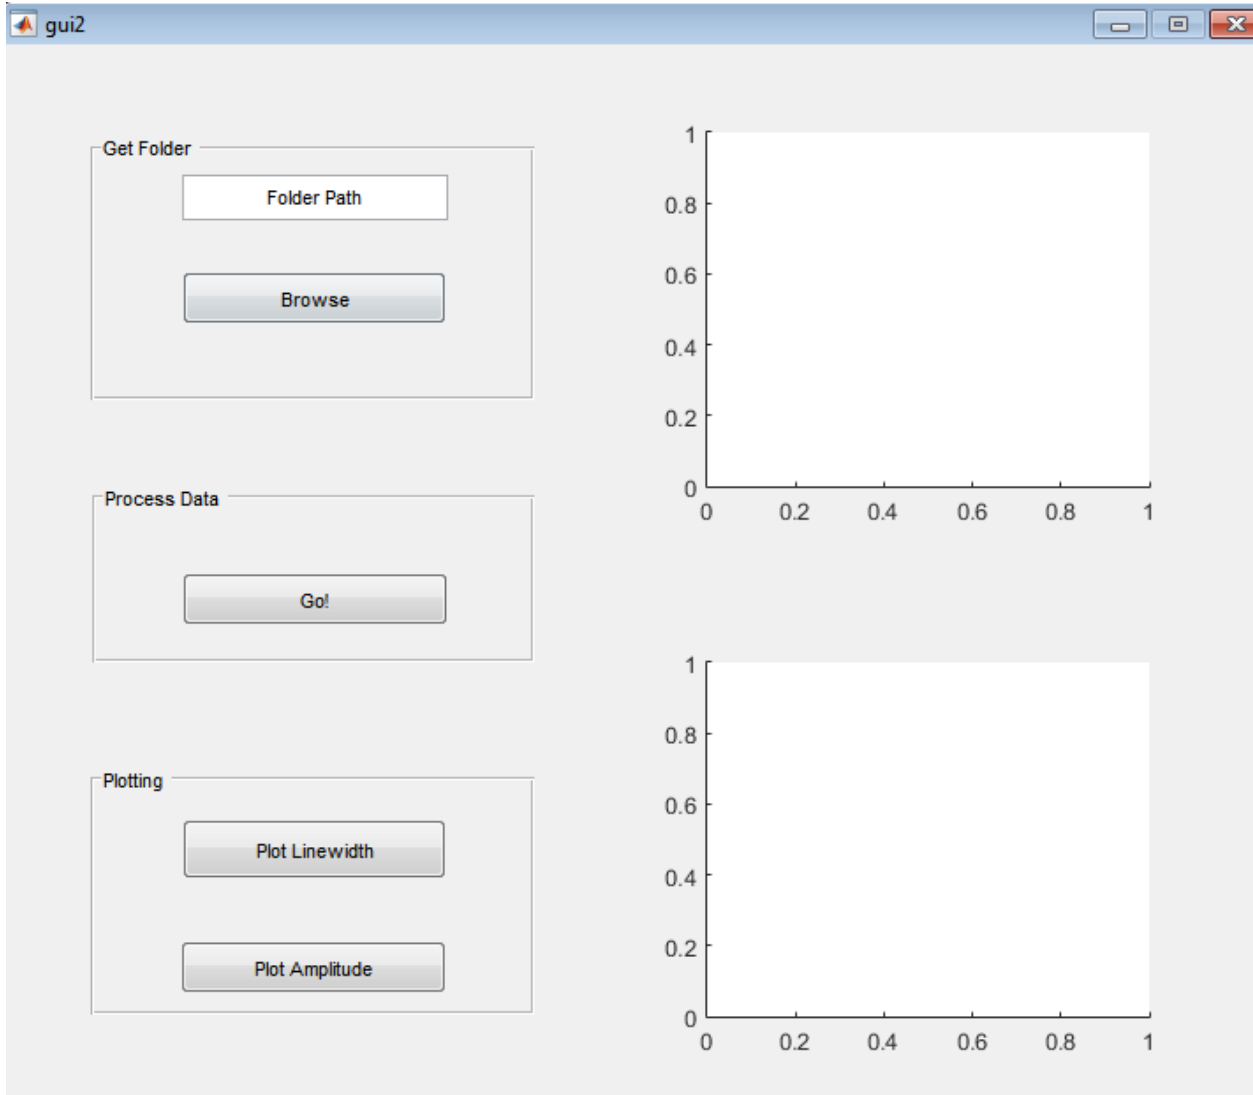 gui2
Get Folder
Folder Path
Browse
Process Data
Go!
Plotting
Plot Linewidth
Plot Amplitude
1
0.8
0.6
0.4
0.2
0
0 0.2 0.4 0.6 0.8 1
1
0.8
0.6
0.4
0.2
0
0 0.2 0.4 0.6 0.8 1